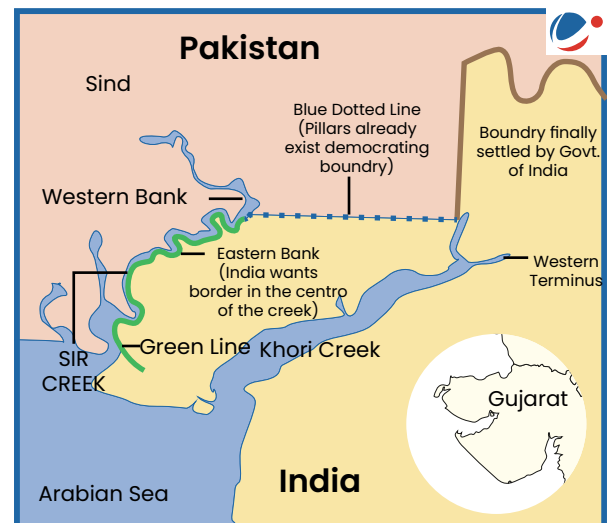 Pakistan
Sind
Blue Dotted Line
(Pillars already
exist democrating
boundry)
Boundry finally
settled by Govt.
of India
Western Bank
Eastern Bank
(India wants
border in the centro
of the creek)
Western
Terminus
SIR
CREEK
Green Line
Khori Creek
Gujarat
India
Arabian Sea